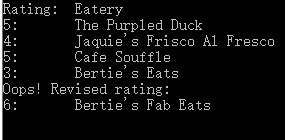 Rating:  Eatery
5:       The Purpled Duck
4:       Jaquie's Frisco Al Fresco
5:       Cafe Souffle
3:       Bertie's Eats
Oops! Revised rating:
6:       Bertie's Fab Eats